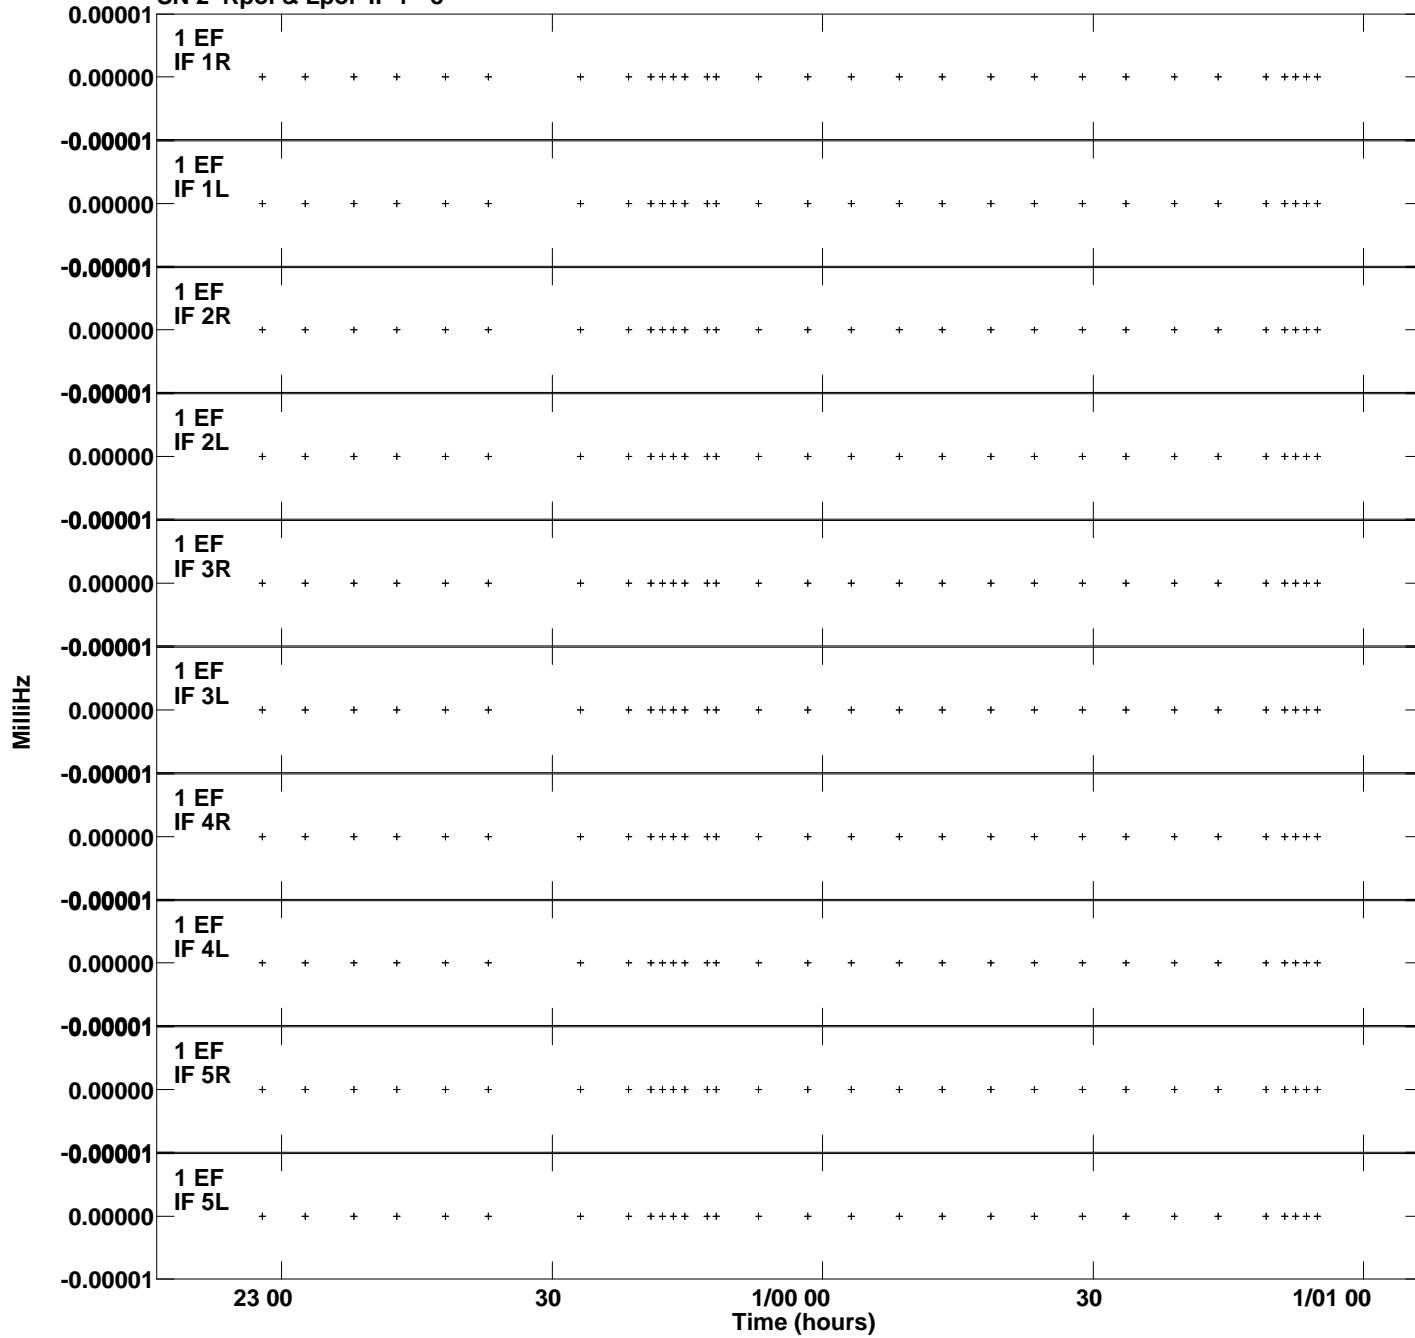 0.00001
1 EF
IF 1R
0.00000
-0.00001
1 EF
IF 1L
0.00000
-0.00001
1 EF
IF 2R
0.00000
-0.00001
1 EF
IF 2L
0.00000
-0.00001
1 EF
IF 3R
0.00000
-0.00001
1 EF
IF 3L
0.00000
-0.00001
1 EF
IF 4R
0.00000
-0.00001
1 EF
IF 4L
0.00000
-0.00001
1 EF
IF 5R
0.00000
-0.00001
1 EF
IF 5L
0.00000
-0.00001
MilliHz
23 00 30 1/00 00 30 1/01 00
Time (hours)